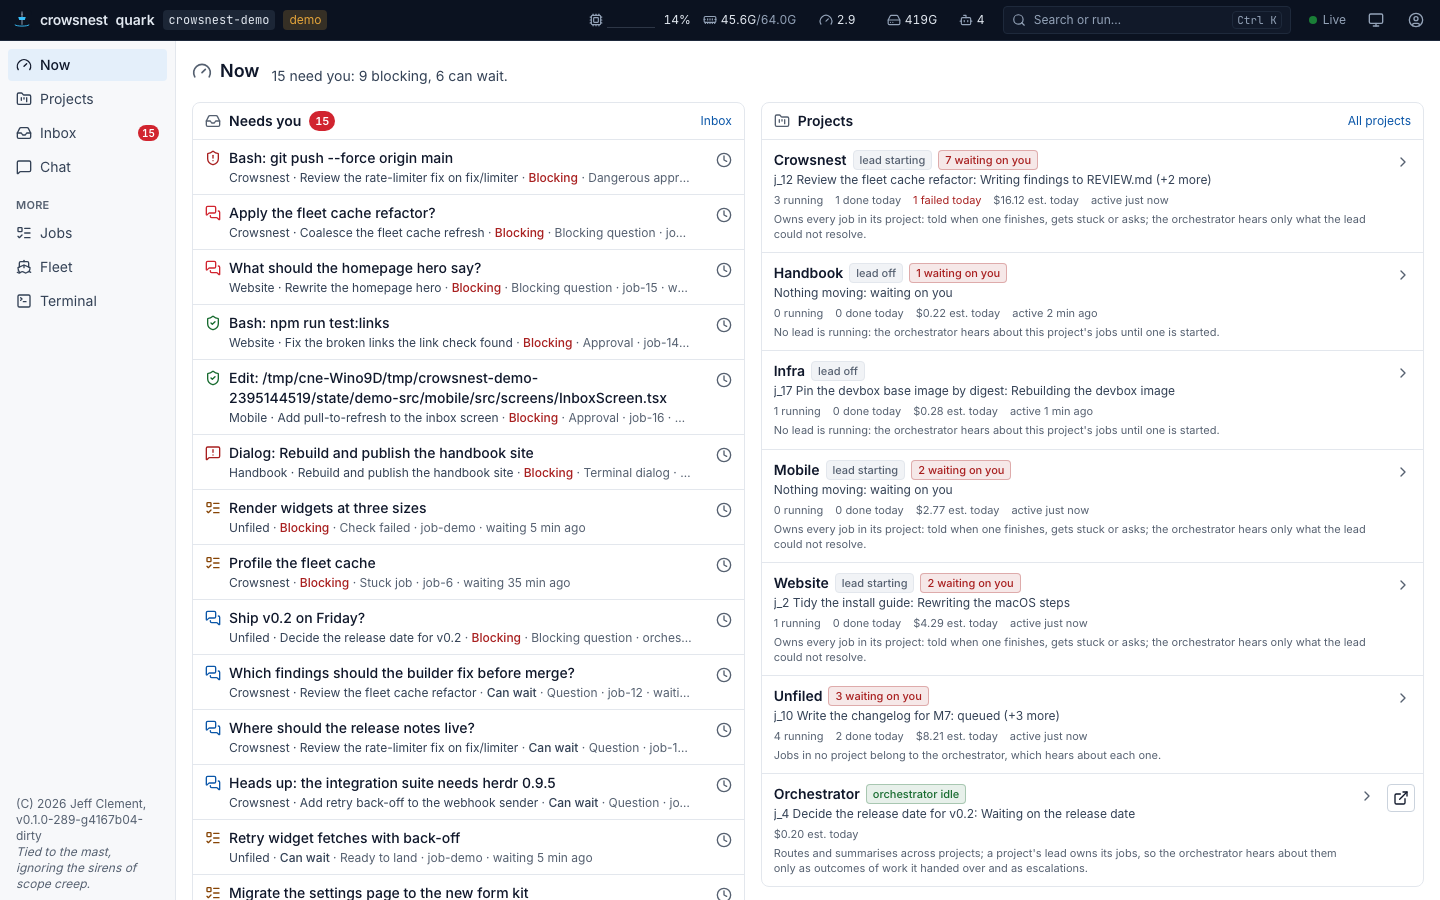 crowsnest quark crowsnest-demo demo 14% 45.6G/64.0G 2.9 419G 4 Search or run... Ctrl K Live
Now
Projects
Inbox 15
Chat
MORE
Jobs
Fleet
Terminal
(C) 2026 Jeff Clement,
v0.1.0-289-g4167b04-
dirty
Tied to the mast,
ignoring the sirens of
scope creep.
Now 15 need you: 9 blocking, 6 can wait.
Needs you 15 Inbox
Bash: git push --force origin main
Crowsnest · Review the rate-limiter fix on fix/limiter · Blocking · Dangerous appr...
Apply the fleet cache refactor?
Crowsnest · Coalesce the fleet cache refresh · Blocking · Blocking question · jo...
What should the homepage hero say?
Website · Rewrite the homepage hero · Blocking · Blocking question · job-15 · w...
Bash: npm run test:links
Website · Fix the broken links the link check found · Blocking · Approval · job-14...
Edit: /tmp/cne-Wino9D/tmp/crowsnest-demo-
2395144519/state/demo-src/mobile/src/screens/InboxScreen.tsx
Mobile · Add pull-to-refresh to the inbox screen · Blocking · Approval · job-16 · ...
Dialog: Rebuild and publish the handbook site
Handbook · Rebuild and publish the handbook site · Blocking · Terminal dialog · ...
Render widgets at three sizes
Unfiled · Blocking · Check failed · job-demo · waiting 5 min ago
Profile the fleet cache
Crowsnest · Blocking · Stuck job · job-6 · waiting 35 min ago
Ship v0.2 on Friday?
Unfiled · Decide the release date for v0.2 · Blocking · Blocking question · orches...
Which findings should the builder fix before merge?
Crowsnest · Review the fleet cache refactor · Can wait · Question · job-12 · waiti...
Where should the release notes live?
Crowsnest · Review the rate-limiter fix on fix/limiter · Can wait · Question · job-1...
Heads up: the integration suite needs herdr 0.9.5
Crowsnest · Add retry back-off to the webhook sender · Can wait · Question · jo...
Retry widget fetches with back-off
Unfiled · Can wait · Ready to land · job-demo · waiting 5 min ago
Migrate the settings page to the new form kit
Projects All projects
Crowsnest lead starting 7 waiting on you
j_12 Review the fleet cache refactor: Writing findings to REVIEW.md (+2 more)
3 running 1 done today 1 failed today $16.12 est. today active just now
Owns every job in its project: told when one finishes, gets stuck or asks; the orchestrator hears only what the lead
could not resolve.
Handbook lead off 1 waiting on you
Nothing moving: waiting on you
0 running 0 done today $0.22 est. today active 2 min ago
No lead is running: the orchestrator hears about this project's jobs until one is started.
Infra lead off
j_17 Pin the devbox base image by digest: Rebuilding the devbox image
1 running 0 done today $0.28 est. today active 1 min ago
No lead is running: the orchestrator hears about this project's jobs until one is started.
Mobile lead starting 2 waiting on you
Nothing moving: waiting on you
0 running 0 done today $2.77 est. today active just now
Owns every job in its project: told when one finishes, gets stuck or asks; the orchestrator hears only what the lead
could not resolve.
Website lead starting 2 waiting on you
j_2 Tidy the install guide: Rewriting the macOS steps
1 running 0 done today $4.29 est. today active just now
Owns every job in its project: told when one finishes, gets stuck or asks; the orchestrator hears only what the lead
could not resolve.
Unfiled 3 waiting on you
j_10 Write the changelog for M7: queued (+3 more)
4 running 2 done today $8.21 est. today active just now
Jobs in no project belong to the orchestrator, which hears about each one.
Orchestrator orchestrator idle
j_4 Decide the release date for v0.2: Waiting on the release date
$0.20 est. today
Routes and summarises across projects; a project's lead owns its jobs, so the orchestrator hears about them
only as outcomes of work it handed over and as escalations.